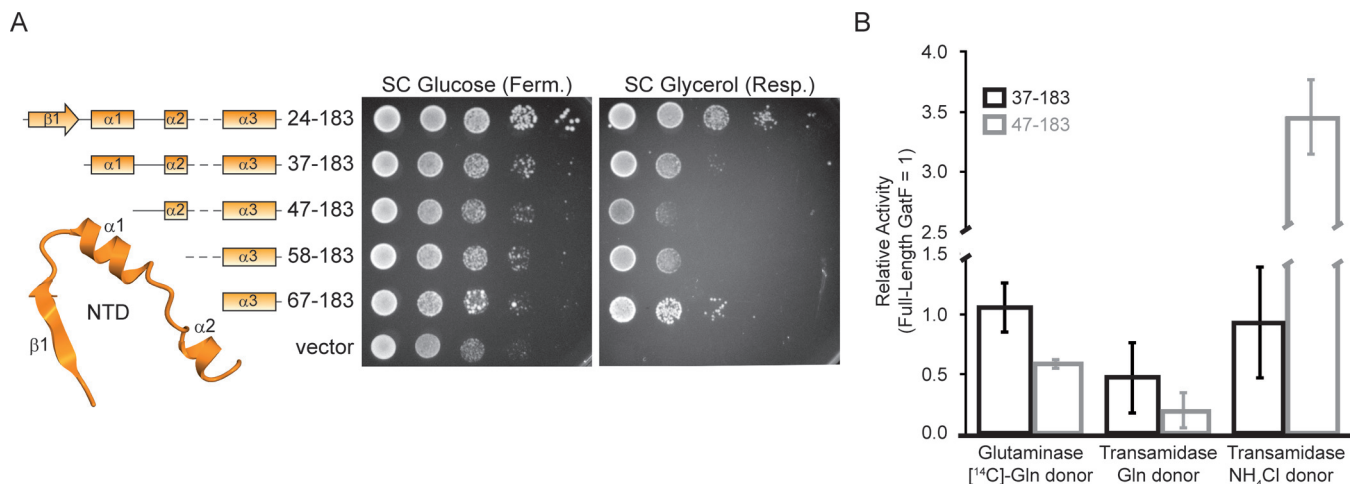 A
SC Glucose (Ferm.)
SC Glycerol (Resp.)
β1
α1
α2
α3
24-183
α1
α2
α3
37-183
α2
α3
47-183
α3
58-183
α3
67-183
vector
α1
NTD
α2
β1
B
Relative Activity
(Full-Length GatF = 1)
4.0
3.5
3.0
2.5
1.5
1.0
0.5
0.0
37-183
47-183
Glutaminase
[¹⁴C]-Gln donor
Transamidase
Gln donor
Transamidase
NH₄Cl donor